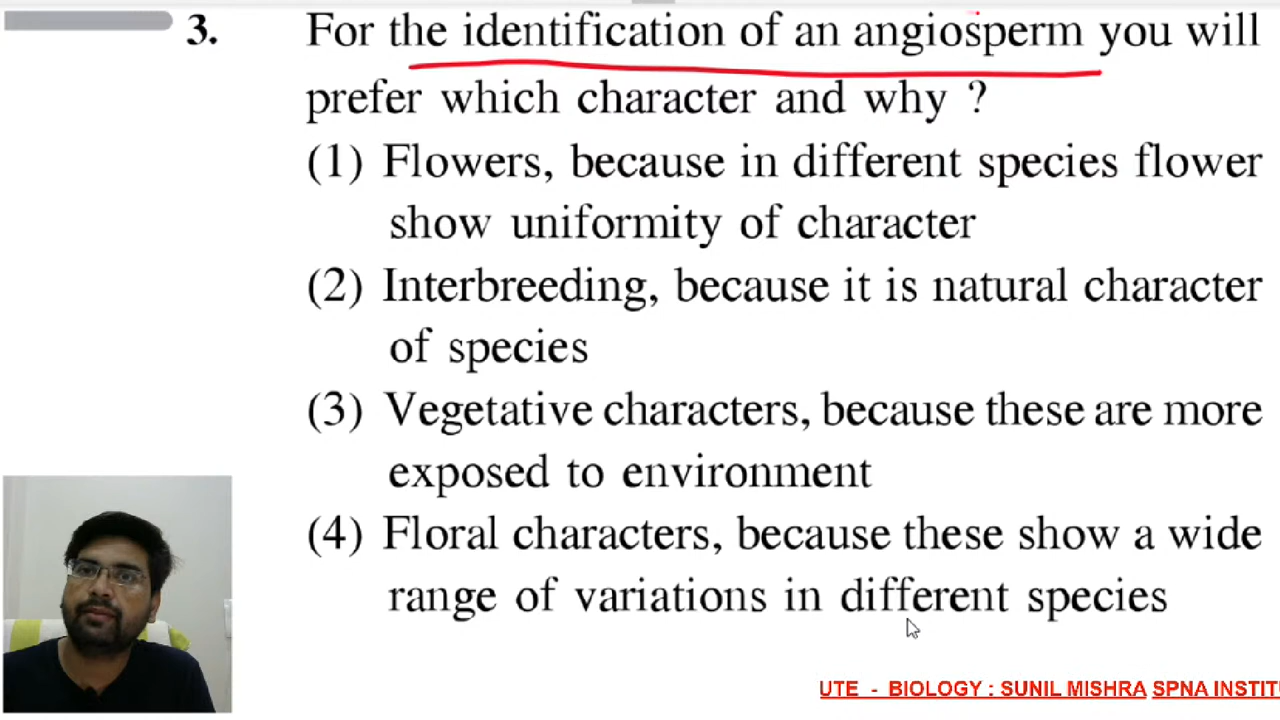 3. For the identification of an angiosperm you will
prefer which character and why ?
(1) Flowers, because in different species flower
show uniformity of character
(2) Interbreeding, because it is natural character
of species
(3) Vegetative characters, because these are more
exposed to environment
(4) Floral characters, because these show a wide
range of variations in different species
UTE - BIOLOGY : SUNIL MISHRA SPNA INSTITU